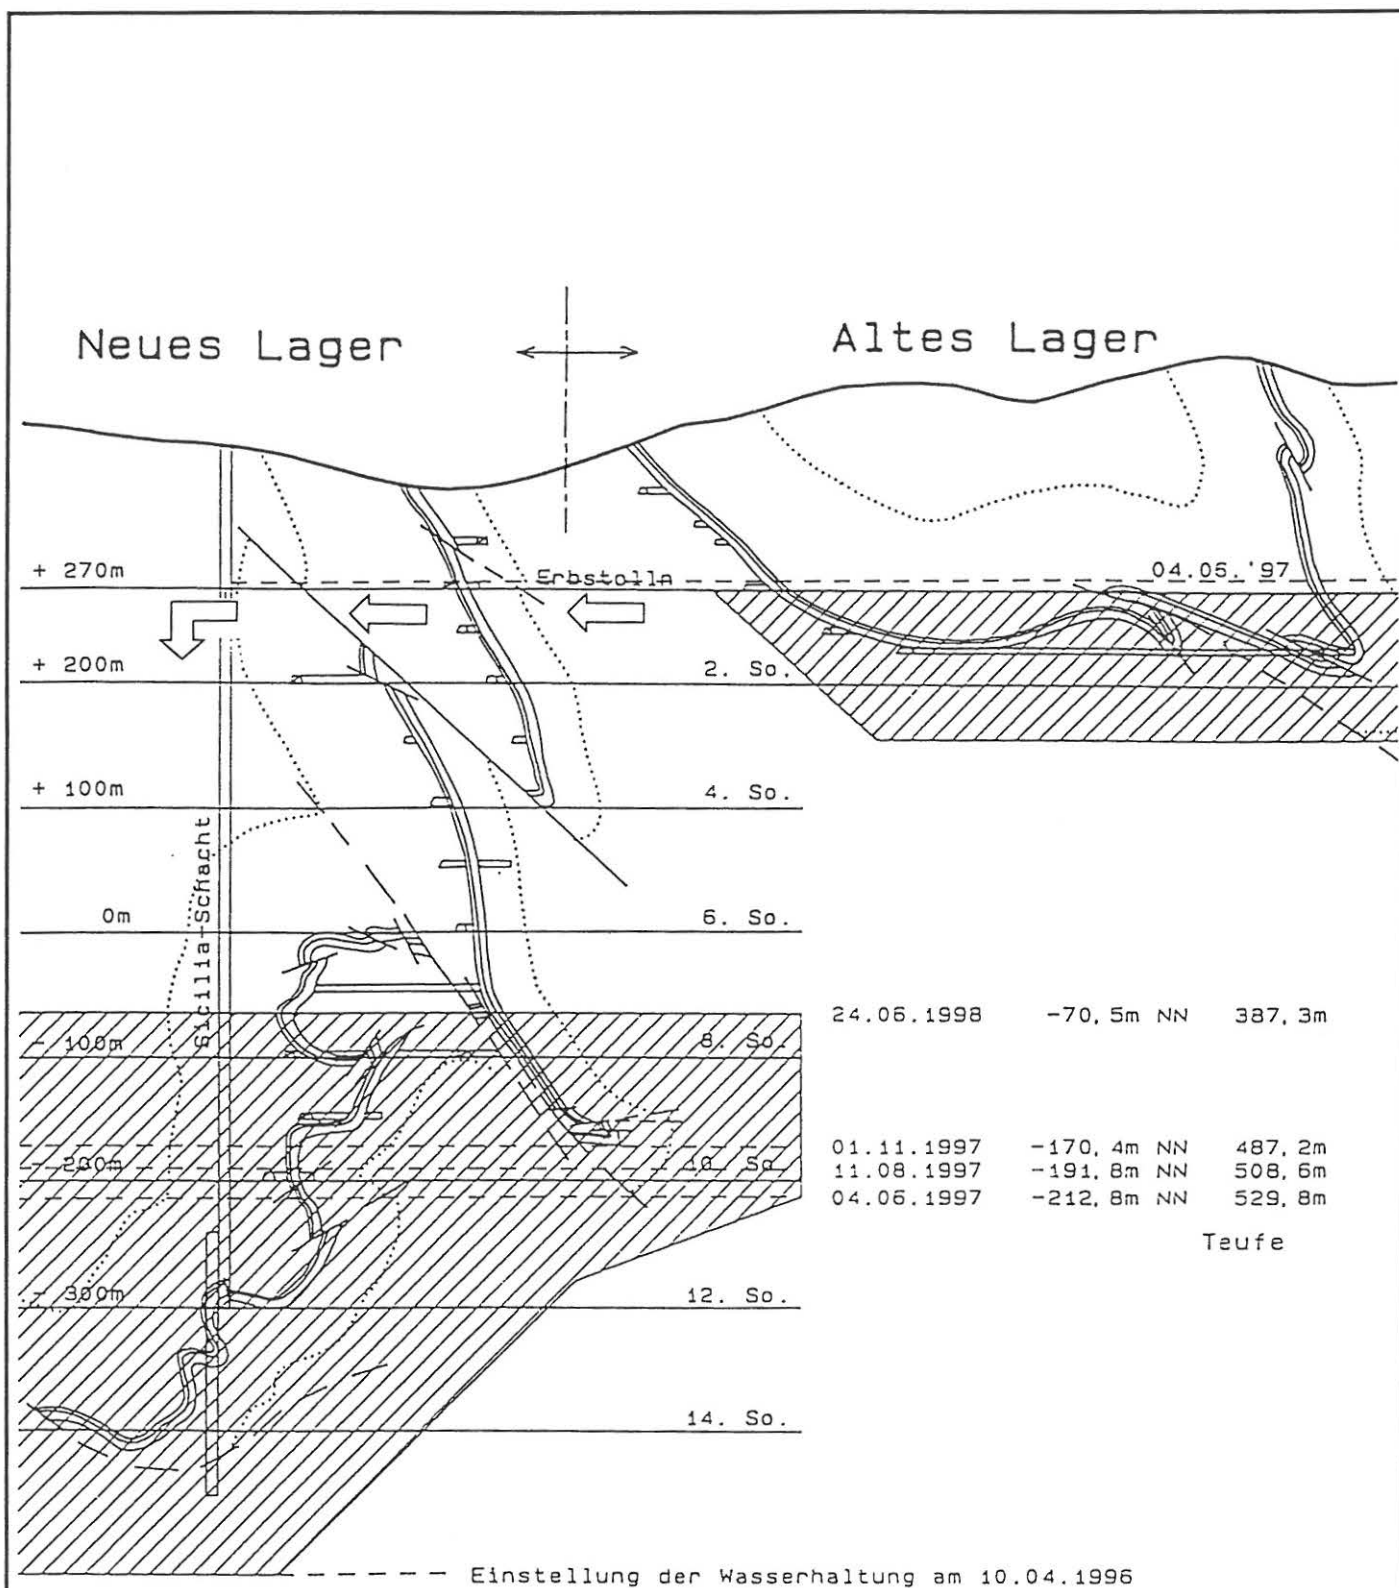 Neues Lager
Altes Lager
+ 270m
Erbstolln
04.05.'97
+ 200m
2. So.
+ 100m
4. So.
Sicilia-Schacht
0m
6. So.
24.06.1998 -70,5m NN 387,3m
- 100m
8. So.
01.11.1997 -170,4m NN 487,2m
- 200m
10. So.
11.08.1997 -191,8m NN 508,6m
04.06.1997 -212,8m NN 529,8m
Teufe
- 300m
12. So.
14. So.
Einstellung der Wasserhaltung am 10.04.1996